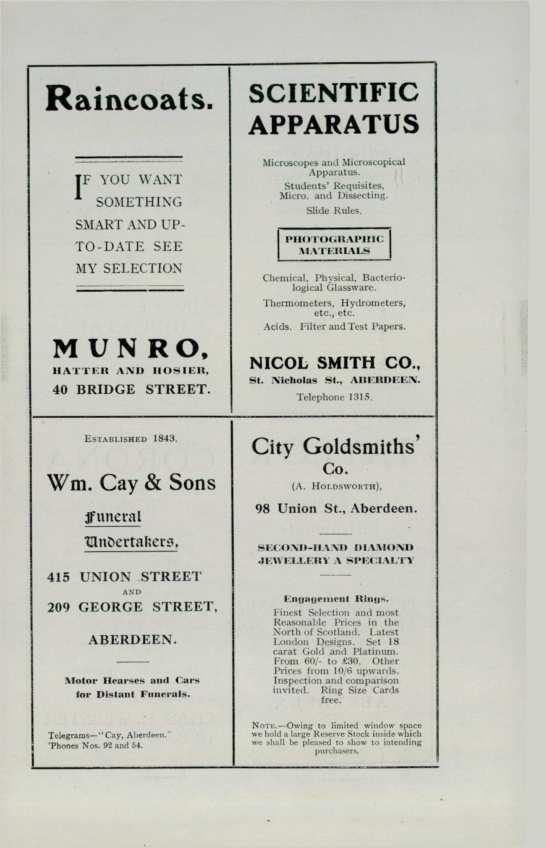 Raincoats.
IF YOU WANT
SOMETHING
SMART AND UP-
TO-DATE SEE
MY SELECTION
MUNRO,
HATTER AND HOSIER,
40 BRIDGE STREET.
SCIENTIFIC
APPARATUS
Microscopes and Microscopical
Apparatus.
Students' Requisites,
Micro. and Dissecting.
Slide Rules.
PHOTOGRAPHIC
MATERIALS
Chemical, Physical, Bacterio-
logical Glassware.
Thermometers, Hydrometers,
etc., etc.
Acids. Filter and Test Papers.
NICOL SMITH CO.,
St. Nicholas St., ABERDEEN.
Telephone 1315.
ESTABLISHED 1843.
Wm. Cay & Sons
Funeral
Undertakers,
415 UNION STREET
AND
209 GEORGE STREET,
ABERDEEN.
Motor Hearses and Cars
for Distant Funerals.
Telegrams—"Cay, Aberdeen."
'Phones Nos. 92 and 54.
City Goldsmiths'
Co.
(A. HOLDSWORTH),
98 Union St., Aberdeen.
SECOND-HAND DIAMOND
JEWELLERY A SPECIALTY
Engagement Rings.
Finest Selection and most
Reasonable Prices in the
North of Scotland. Latest
London Designs. Set 18
carat Gold and Platinum.
From 60/- to £30. Other
Prices from 10/6 upwards.
Inspection and comparison
invited. Ring Size Cards
free.
NOTE.—Owing to limited window space
we hold a large Reserve Stock inside which
we shall be pleased to show to intending
purchasers.